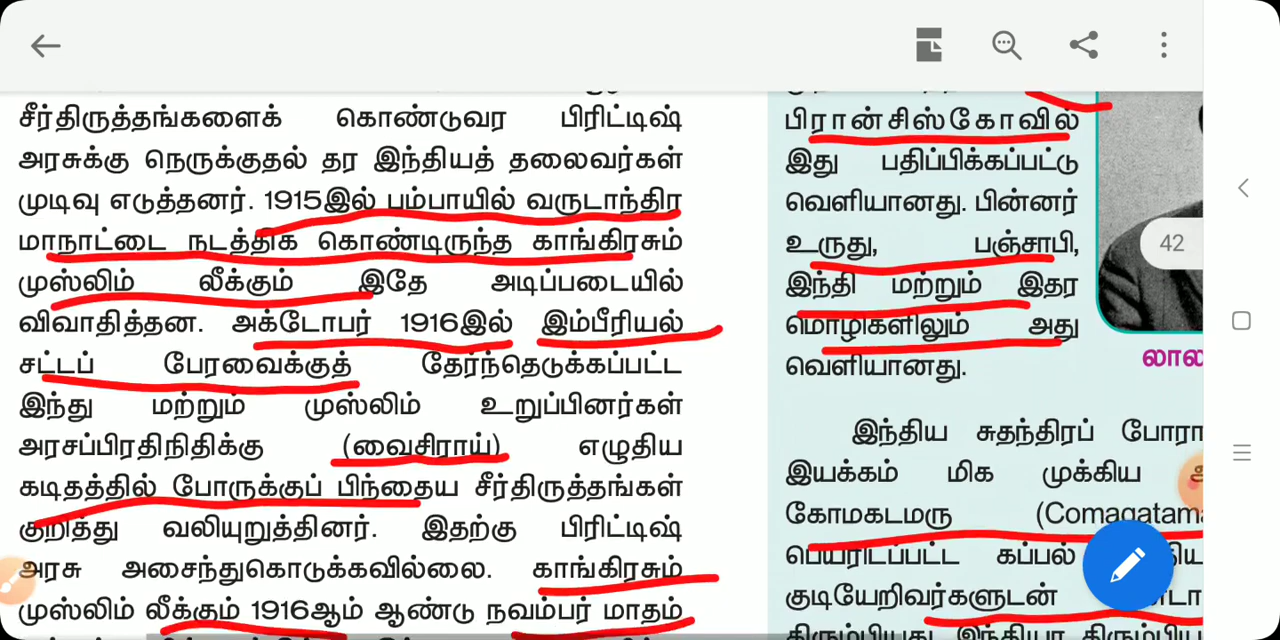 சீர்திருத்தங்களைக் கொண்டுவர பிரிட்டிஷ்
அரசுக்கு நெருக்குதல் தர இந்தியத் தலைவர்கள்
முடிவு எடுத்தனர். 1915இல் பம்பாயில் வருடாந்திர
மாநாட்டை நடத்திக் கொண்டிருந்த காங்கிரசும்
முஸ்லிம் லீக்கும் இதே அடிப்படையில்
விவாதித்தன. அக்டோபர் 1916இல் இம்பீரியல்
சட்டப் பேரவைக்குத் தேர்ந்தெடுக்கப்பட்ட
இந்து மற்றும் முஸ்லிம் உறுப்பினர்கள்
அரசப்பிரதிநிதிக்கு (வைசிராய்) எழுதிய
கடிதத்தில் போருக்குப் பிந்தைய சீர்திருத்தங்கள்
குறித்து வலியுறுத்தினர். இதற்கு பிரிட்டிஷ்
அரசு அசைந்துகொடுக்கவில்லை. காங்கிரசும்
முஸ்லிம் லீக்கும் 1916ஆம் ஆண்டு நவம்பர் மாதம்
பிரான்சிஸ்கோவில்
இது பதிப்பிக்கப்பட்டு
வெளியானது. பின்னர்
உருது, பஞ்சாபி,
இந்தி மற்றும் இதர
மொழிகளிலும் அது
வெளியானது.
42
லால
இந்திய சுதந்திரப் போரா
இயக்கம் மிக முக்கிய
கோமகடமரு (Comagatama
பெயரிடப்பட்ட கப்பல்
குடியேறிவர்களுடன்
திரும்பியது இந்தியா திரும்பிய